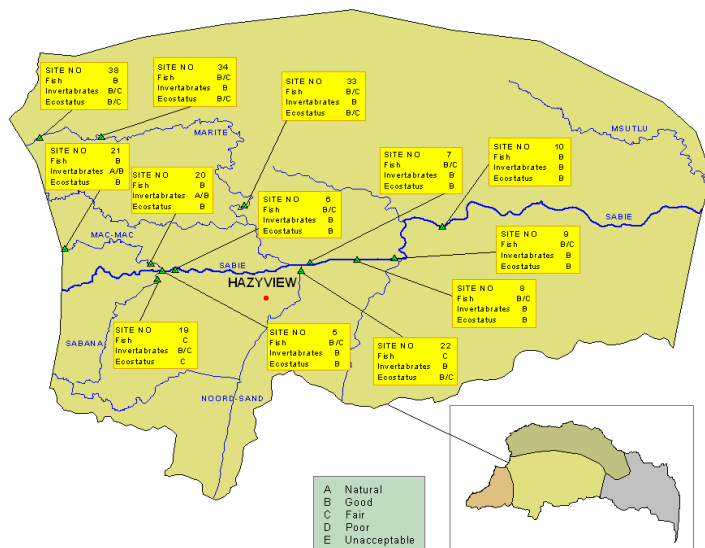 SITE NO 38
Fish B
Invertabrates B/C
Ecostatus B/C
SITE NO 34
Fish B/C
Invertabrates B
Ecostatus B/C
SITE NO 33
Fish B/C
Invertabrates B/C
Ecostatus B/C
MARITE
MSUTLU
SITE NO 21
Fish B
Invertabrates A/B
Ecostatus B
SITE NO 20
Fish B
Invertabrates A/B
Ecostatus B
SITE NO 6
Fish B/C
Invertabrates B
Ecostatus B
SITE NO 7
Fish B/C
Invertabrates B
Ecostatus B
SITE NO 10
Fish B
Invertabrates B
Ecostatus B
SABIE
MAC-MAC
SABIE
SITE NO 9
Fish B/C
Invertabrates B
Ecostatus B
HAZYVIEW
SITE NO 8
Fish B/C
Invertabrates B
Ecostatus B
SABANA
SITE NO 19
Fish C
Invertabrates B/C
Ecostatus C
SITE NO 5
Fish B/C
Invertabrates B
Ecostatus B
SITE NO 22
Fish C
Invertabrates B
Ecostatus B/C
NOORD-SAND
A Natural
B Good
C Fair
D Poor
E Unacceptable